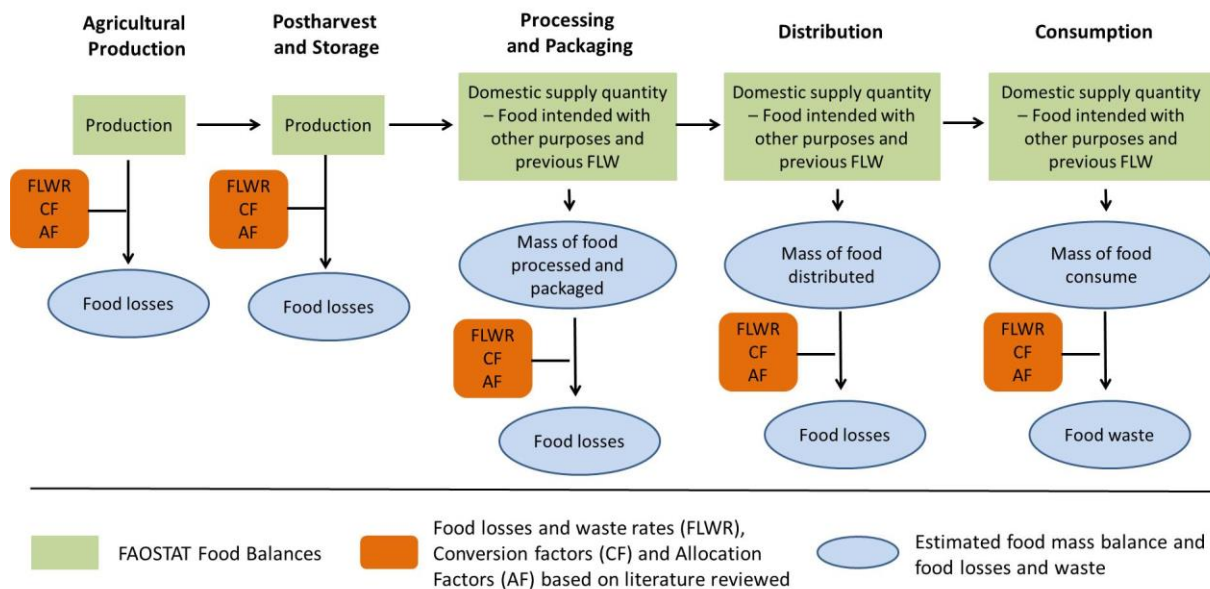 Agricultural
Production
Postharvest
and Storage
Processing
and Packaging
Distribution
Consumption
Production
Production
Domestic supply quantity
– Food intended with
other purposes and
previous FLW
Domestic supply quantity
– Food intended with
other purposes and
previous FLW
Domestic supply quantity
– Food intended with
other purposes and
previous FLW
FLWR
CF
AF
FLWR
CF
AF
Food losses
Food losses
Mass of food
processed and
packaged
Mass of food
distributed
Mass of food
consume
FLWR
CF
AF
FLWR
CF
AF
FLWR
CF
AF
Food losses
Food losses
Food waste
FAOSTAT Food Balances
Food losses and waste rates (FLWR),
Conversion factors (CF) and Allocation
Factors (AF) based on literature reviewed
Estimated food mass balance and
food losses and waste